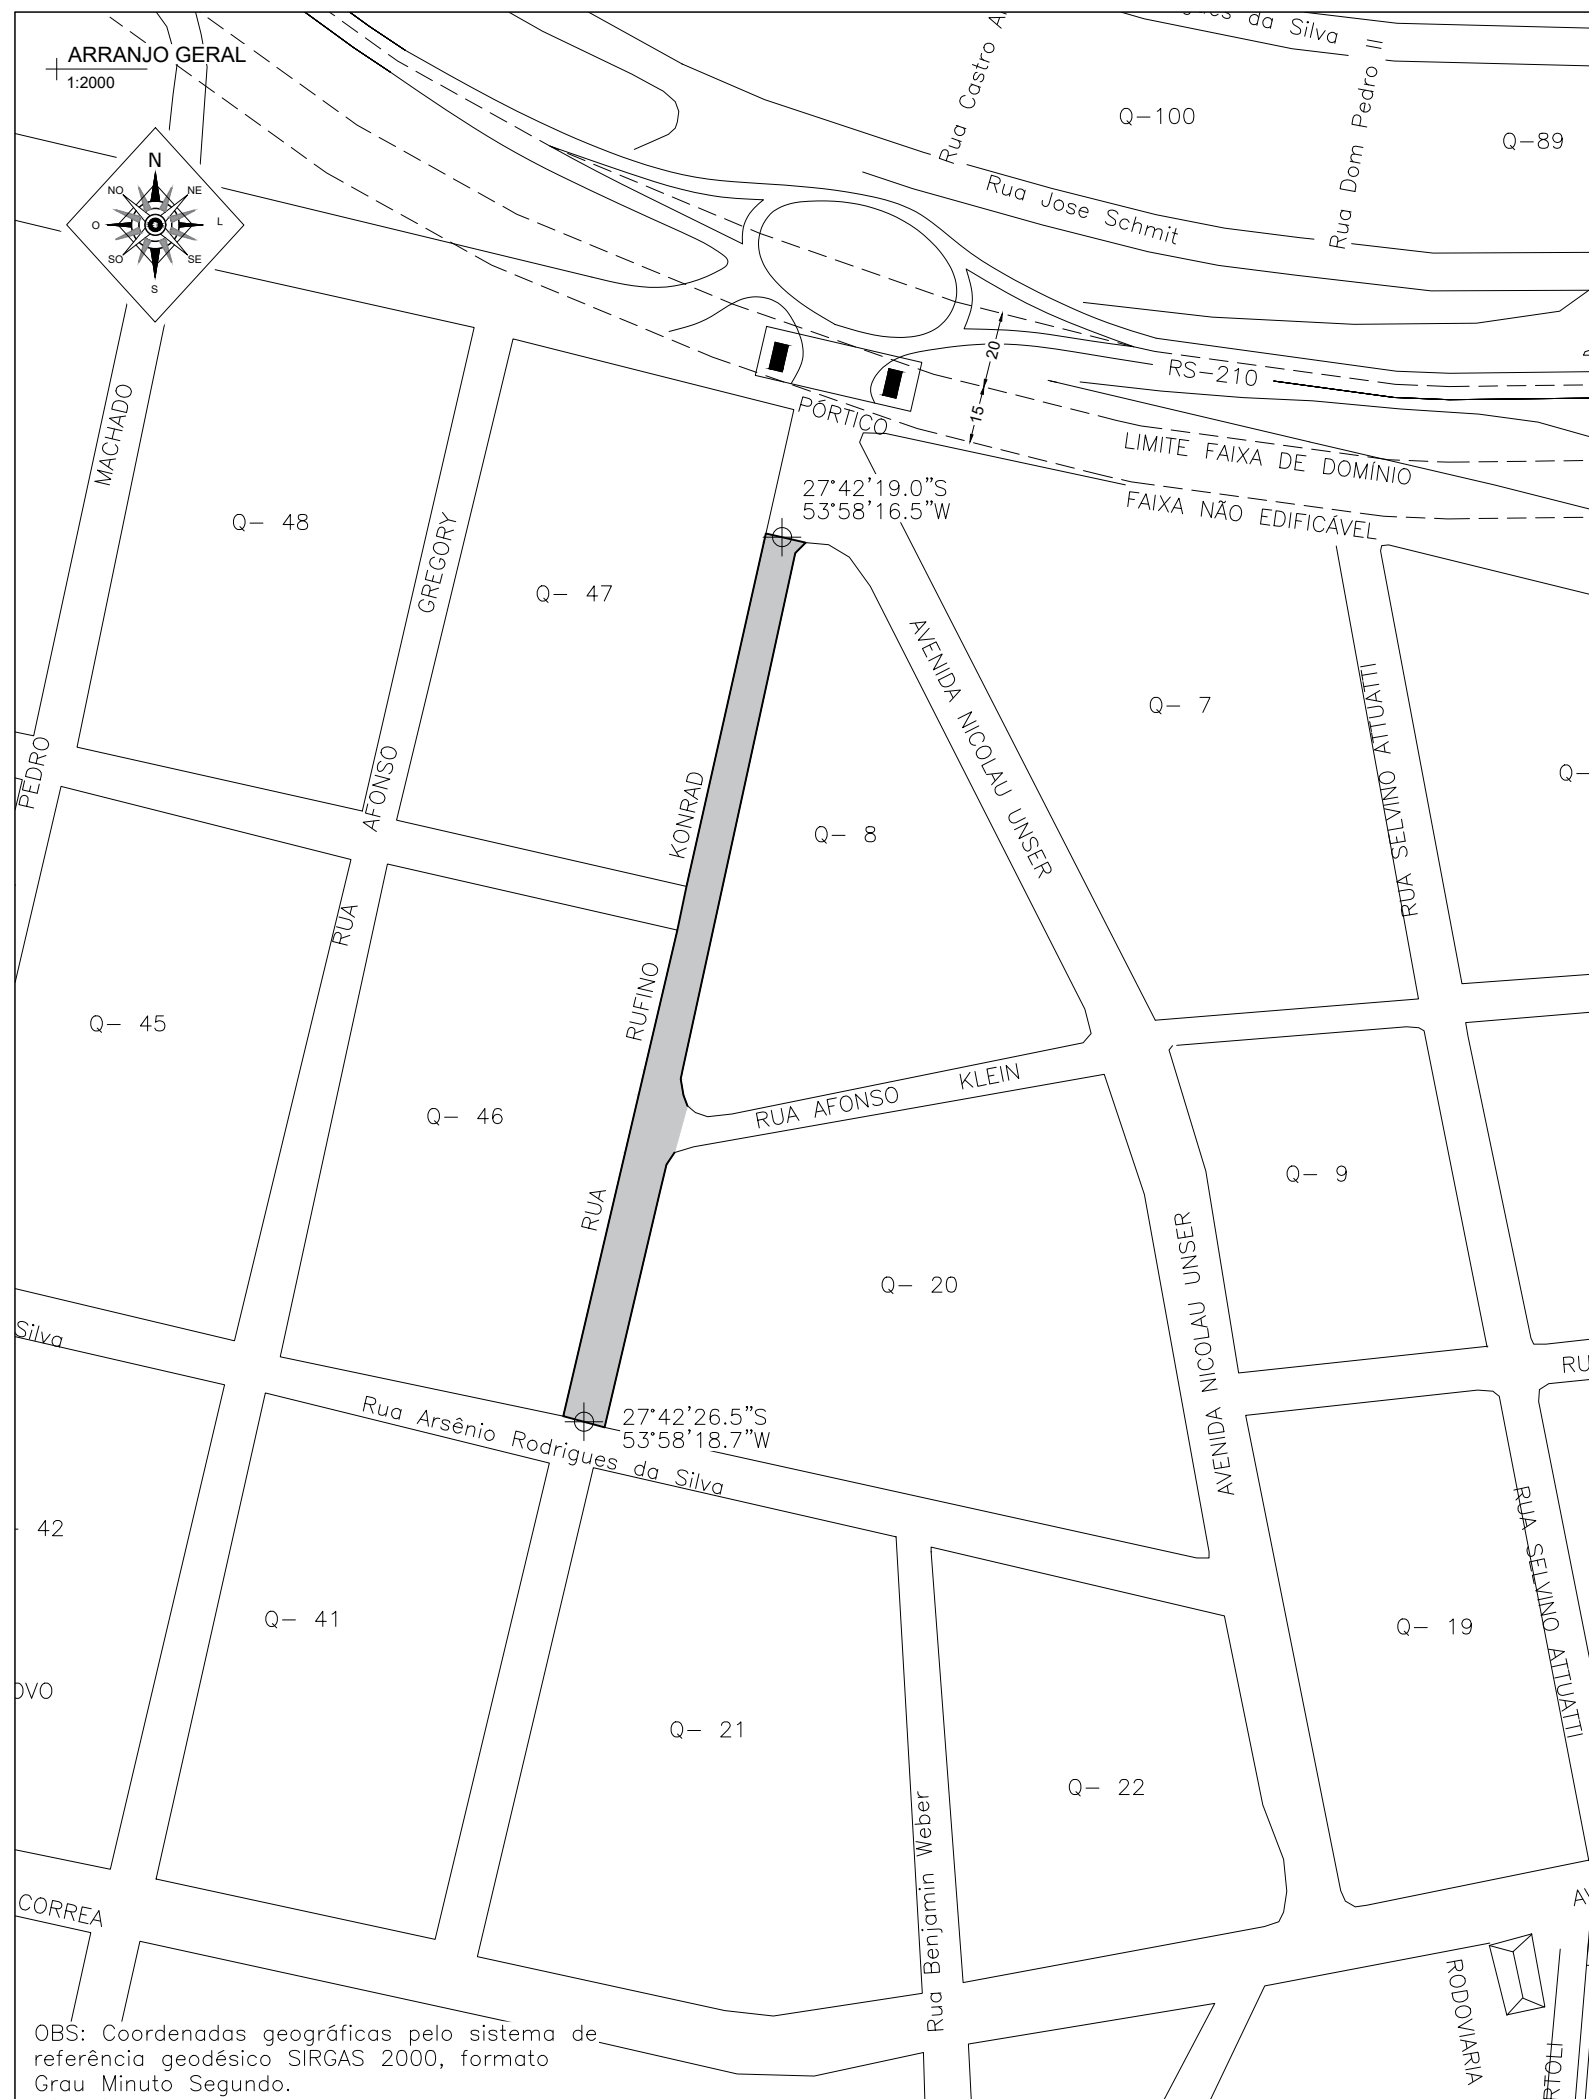 ARRANJO GERAL
1:2000
N
NO
NE
O
L
SO
SE
S
da Silva
Rua Castro A
Rua Dom Pedro II
Q-100
Q-89
Rua Jose Schmit
20
15
RS-210
PÓRTICO
LIMITE FAIXA DE DOMÍNIO
FAIXA NÃO EDIFICÁVEL
27°42'19.0"S
53°58'16.5"W
PEDRO MACHADO
Q- 48
RUA AFONSO GREGORY
Q- 47
AVENIDA NICOLAU UNSER
Q- 7
RUA SELVINO ATTUATTI
Q-
RUA RUFINO KONRAD
Q- 8
Q- 45
Q- 46
RUA AFONSO KLEIN
Q- 9
Q- 20
AVENIDA NICOLAU UNSER
Silva
RU
Rua Arsênio Rodrigues da Silva
27°42'26.5"S
53°58'18.7"W
42
RUA SELVINO ATTUATTI
Q- 41
Q- 19
OVO
Q- 21
Q- 22
Rua Benjamin Weber
CORREA
AV
RODOVIARIA
RTOLI
OBS: Coordenadas geográficas pelo sistema de
referência geodésico SIRGAS 2000, formato
Grau Minuto Segundo.